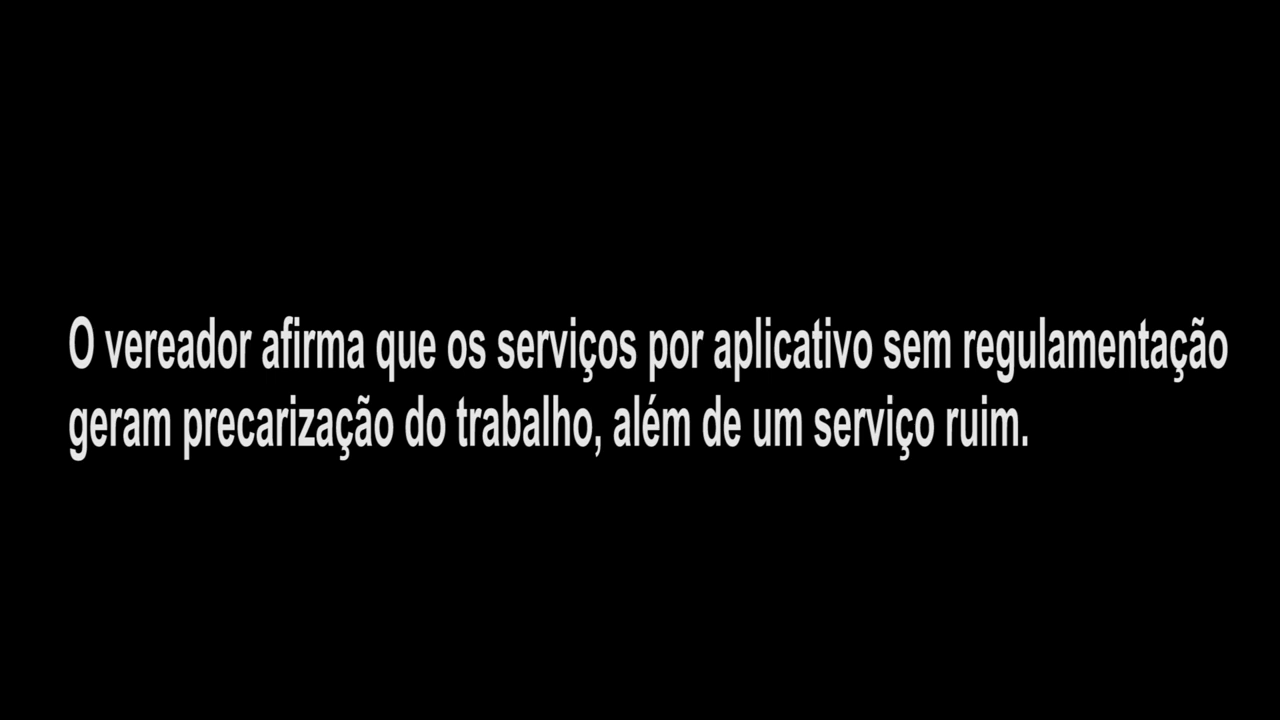 O vereador afirma que os serviços por aplicativo sem regulamentação
geram precarização do trabalho, além de um serviço ruim.